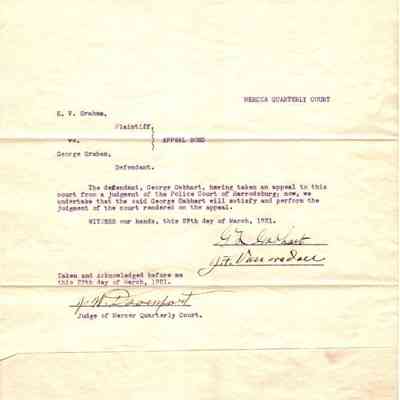 MERCER QUARTERLY COURT
E. V. Graham,
Plaintiff,
vs. APPEAL BOND
George Graham,
Defendant.
The defendant, George Oakhart, having taken an appeal to this
court from a judgment of the Police Court of Harrodsburg; now, we
undertake that the said George Oakhart will satisfy and perform the
judgment of the court rendered on the appeal.
WITNESS our hands, this 29th day of March, 1921.
Taken and Acknowledged before me
this 29th day of March, 1921.
Davenport
Judge of Mercer Quarterly Court.